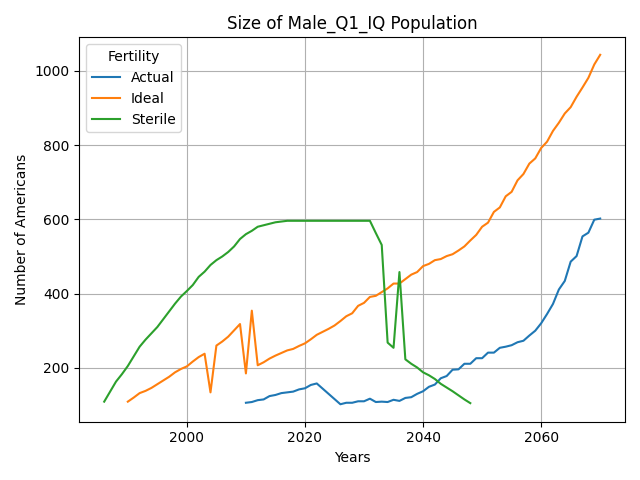 Size of Male_Q1_IQ Population
Fertility
Actual
Ideal
Sterile
Number of Americans
1000
800
600
400
200
2000
2020
2040
2060
Years